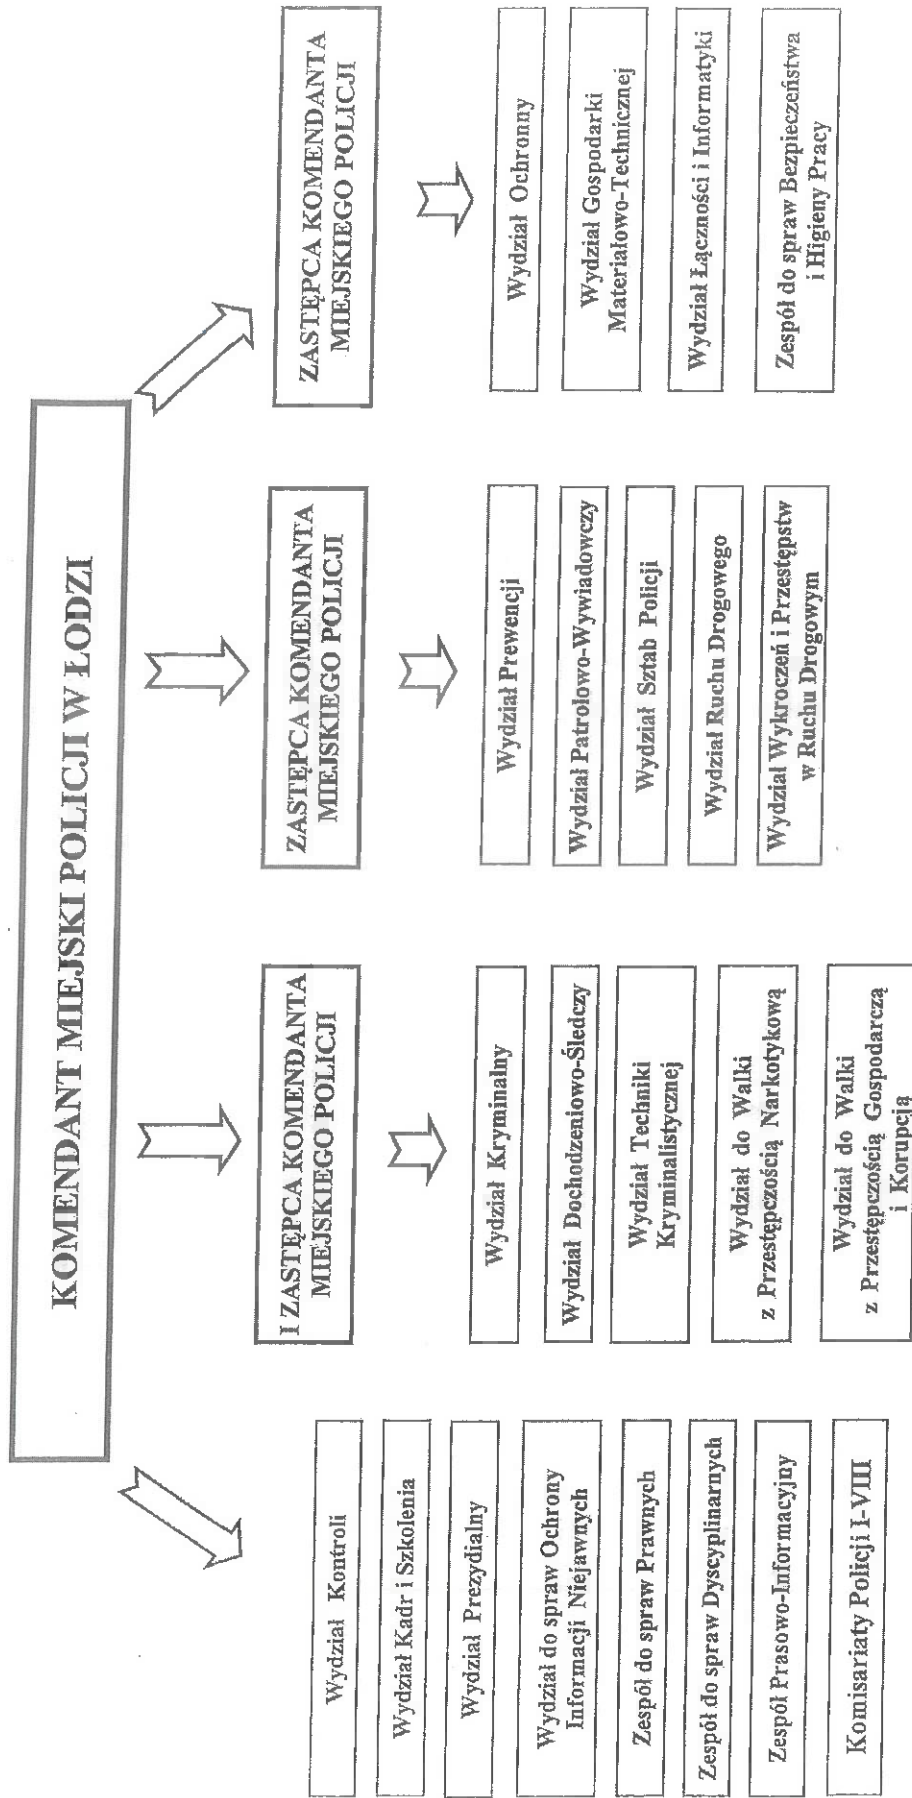 KOMENDANT MIEJSKI POLICJI W ŁODZI
Wydział Kontroli
Wydział Kadr i Szkolenia
Wydział Prezydialny
Wydział do spraw Ochrony
Informacji Niejawnych
Zespół do spraw Prawnych
Zespół do spraw Dyscyplinarnych
Zespół Prasowo-Informacyjny
Komisariaty Policji I-VIII
I ZASTĘPCA KOMENDANTA
MIEJSKIEGO POLICJI
Wydział Kryminalny
Wydział Dochodzeniowo-Śledczy
Wydział Techniki
Kryminalistycznej
Wydział do Walki
z Przestępczością Narkotykową
Wydział do Walki
z Przestępczością Gospodarczą
i Korupcją
ZASTĘPCA KOMENDANTA
MIEJSKIEGO POLICJI
Wydział Prewencji
Wydział Patrolowo-Wywiadowczy
Wydział Sztab Policji
Wydział Ruchu Drogowego
Wydział Wykroczeń i Przestępstw
w Ruchu Drogowym
ZASTĘPCA KOMENDANTA
MIEJSKIEGO POLICJI
Wydział Ochronny
Wydział Gospodarki
Materiałowo-Technicznej
Wydział Łączności i Informatyki
Zespół do spraw Bezpieczeństwa
i Higieny Pracy